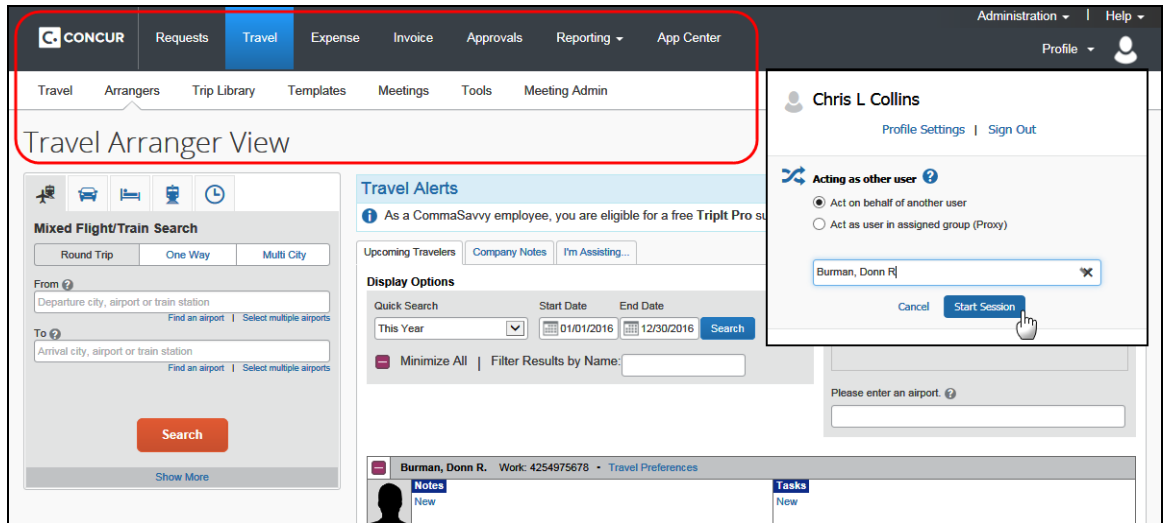 Administration | Help
C. CONCUR Requests Travel Expense Invoice Approvals Reporting App Center
Profile
Travel Arrangers Trip Library Templates Meetings Tools Meeting Admin
Chris L Collins
Profile Settings | Sign Out
Acting as other user ?
Act on behalf of another user
Act as user in assigned group (Proxy)
Burman, Donn R
Cancel Start Session
Travel Arranger View
Mixed Flight/Train Search
Round Trip One Way Multi City
From ?
Departure city, airport or train station
Find an airport | Select multiple airports
To ?
Arrival city, airport or train station
Find an airport | Select multiple airports
Search
Show More
Travel Alerts
As a CommaSavvy employee, you are eligible for a free TripIt Pro
Upcoming Travelers Company Notes I'm Assisting...
Display Options
Quick Search Start Date End Date
This Year 01/01/2016 12/30/2016 Search
Minimize All | Filter Results by Name:
Please enter an airport. ?
Burman, Donn R. Work: 4254975678 - Travel Preferences
Notes Tasks
New New